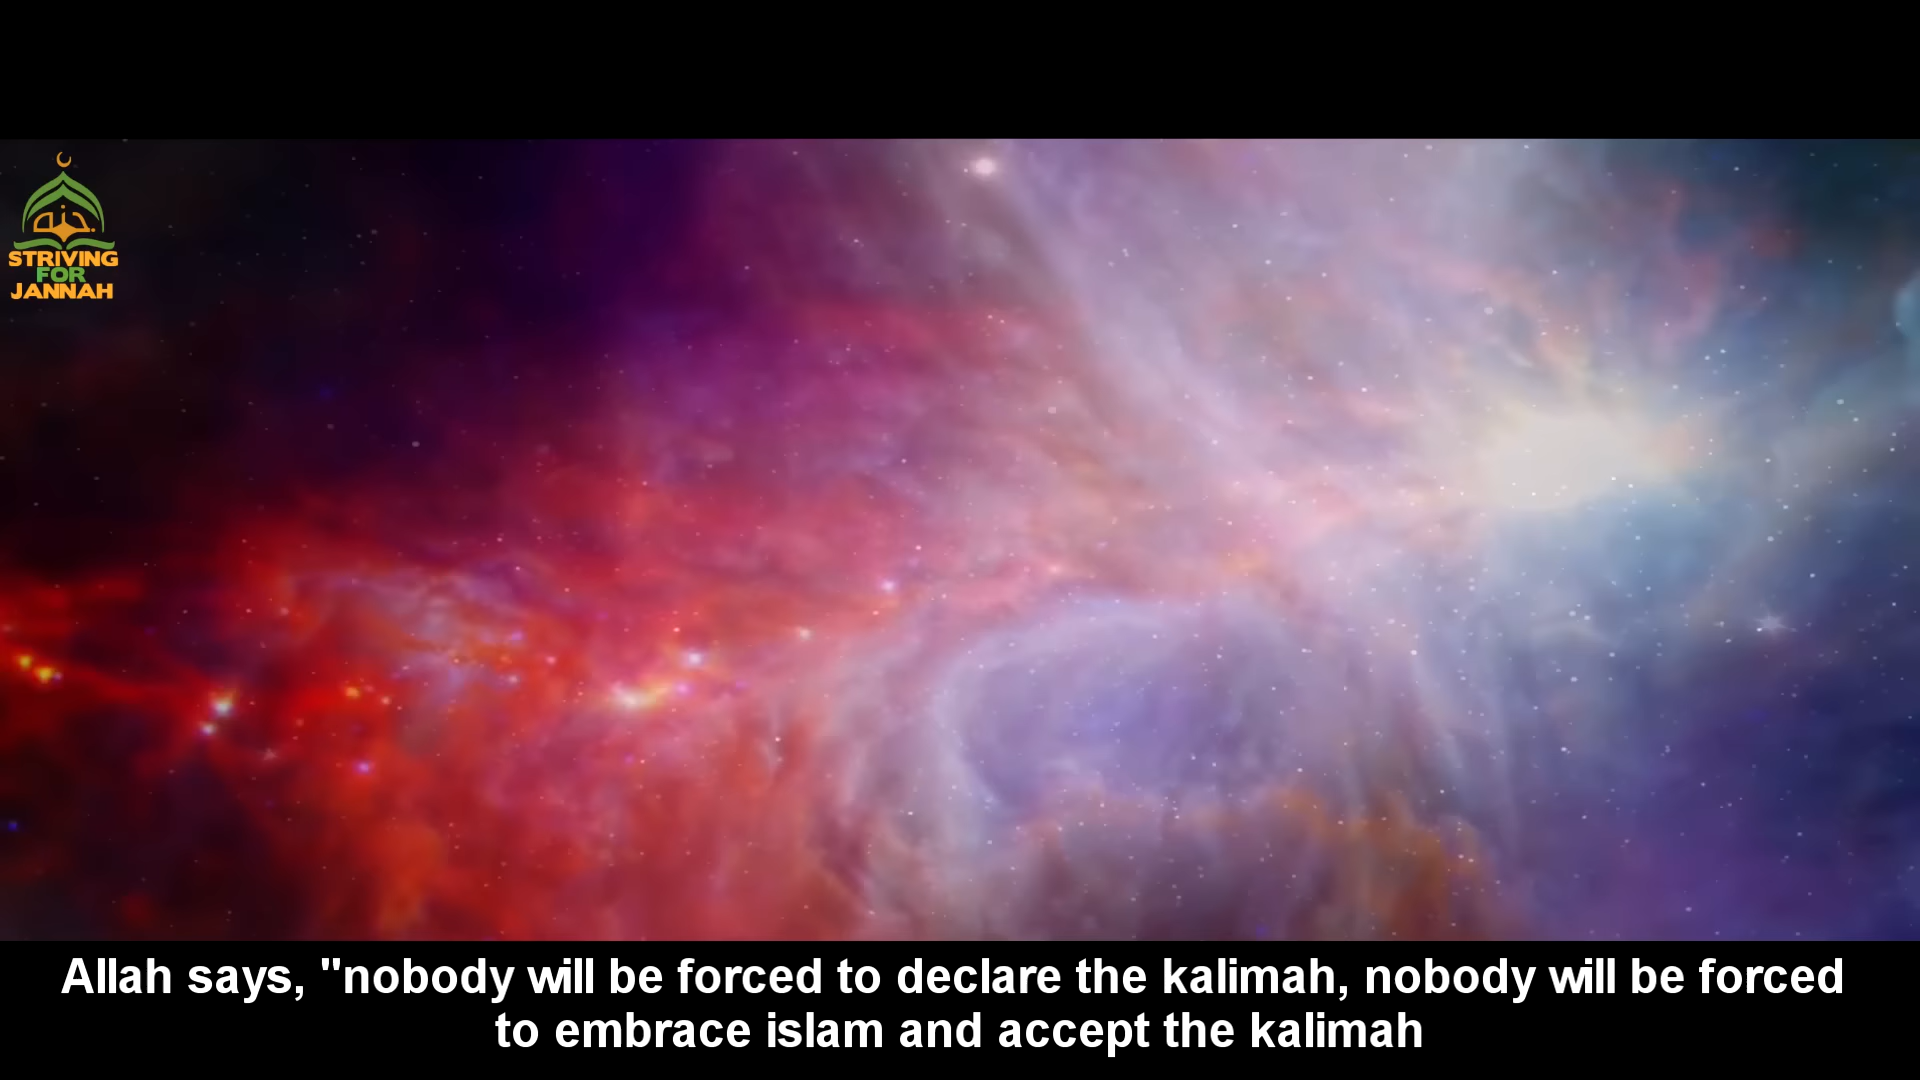 جنة
STRIVING
FOR
JANNAH
Allah says, "nobody will be forced to declare the kalimah, nobody will be forced
to embrace islam and accept the kalimah